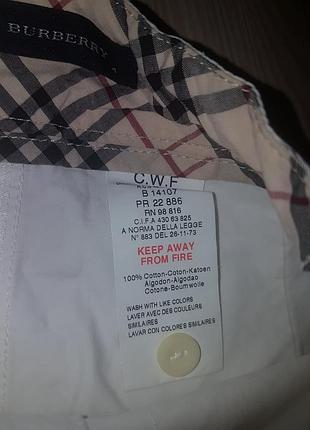 BURBERRY
C.W.F
B 14107
PR 22 886
RN 98 816
C.I.F.A 430 63 825
A NORMA DELLA LEGGE
N° 883 DEL 26-11-73
KEEP AWAY
FROM FIRE
100% Cotton-Coton-Katoen
Algodon-Algodao
Cotone-Boumwolle
WASH WITH LIKE COLORS
LAVER AVEC DES COULEURS
SIMILAIRES
LAVAR CON COLORES SIMILARES